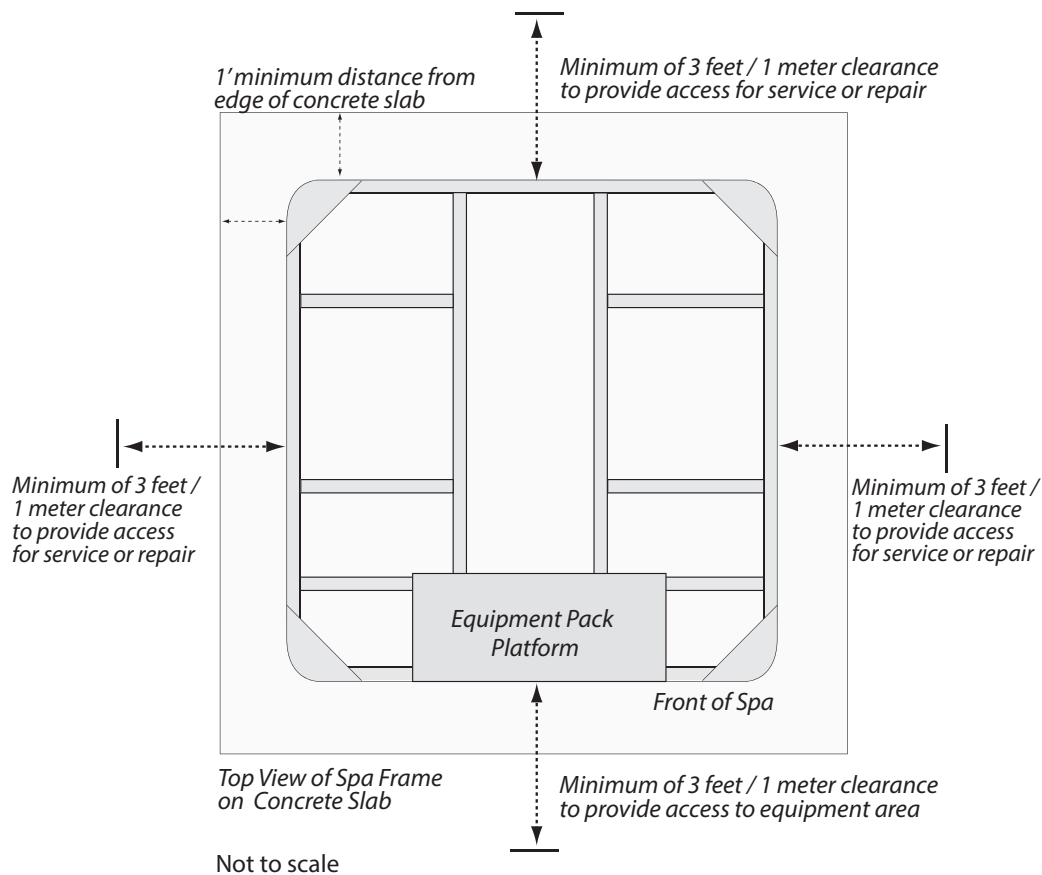 1’ minimum distance from
edge of concrete slab
Minimum of 3 feet / 1 meter clearance
to provide access for service or repair
Minimum of 3 feet /
1 meter clearance
to provide access
for service or repair
Minimum of 3 feet /
1 meter clearance
to provide access
for service or repair
Equipment Pack
Platform
Front of Spa
Top View of Spa Frame
on Concrete Slab
Minimum of 3 feet / 1 meter clearance
to provide access to equipment area
Not to scale